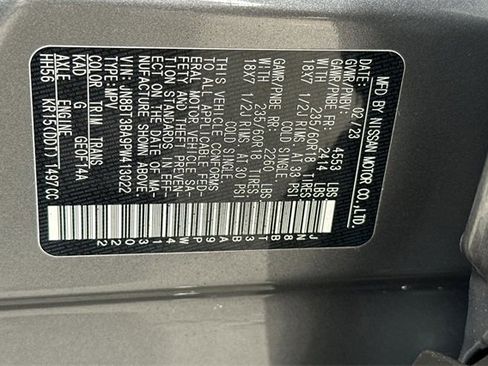 MFD BY NISSAN MOTOR CO.,LTD.
02/23
GVWR/PNBV: 4553 LBS
GAWR/PNBE FR: 2414 LBS
WITH 235/60R18 TIRES
18X7 1/2J RIMS AT 33 PSI
COLD SINGLE
GAWR/PNBE RR: 2260 LBS
WITH 235/60R18 TIRES
18X7 1/2J RIMS AT 30 PSI
COLD SINGLE
THIS VEHICLE CONFORMS
TO ALL APPLICABLE FED-
ERAL MOTOR VEHICLE SA-
FETY AND THEFT PREVEN-
TION STANDARDS IN EFF-
ECT ON THE DATE OF MA-
NUFACTURE SHOWN ABOVE.
VIN: JN8BT3BA9PW413022
TYPE:MPV
COLOR TRIM TRANS
KAD G GE0F74A
AXLE ENGINE
HH56 KR15(DDT) 1497CC
JN8BT3BA9PW413022